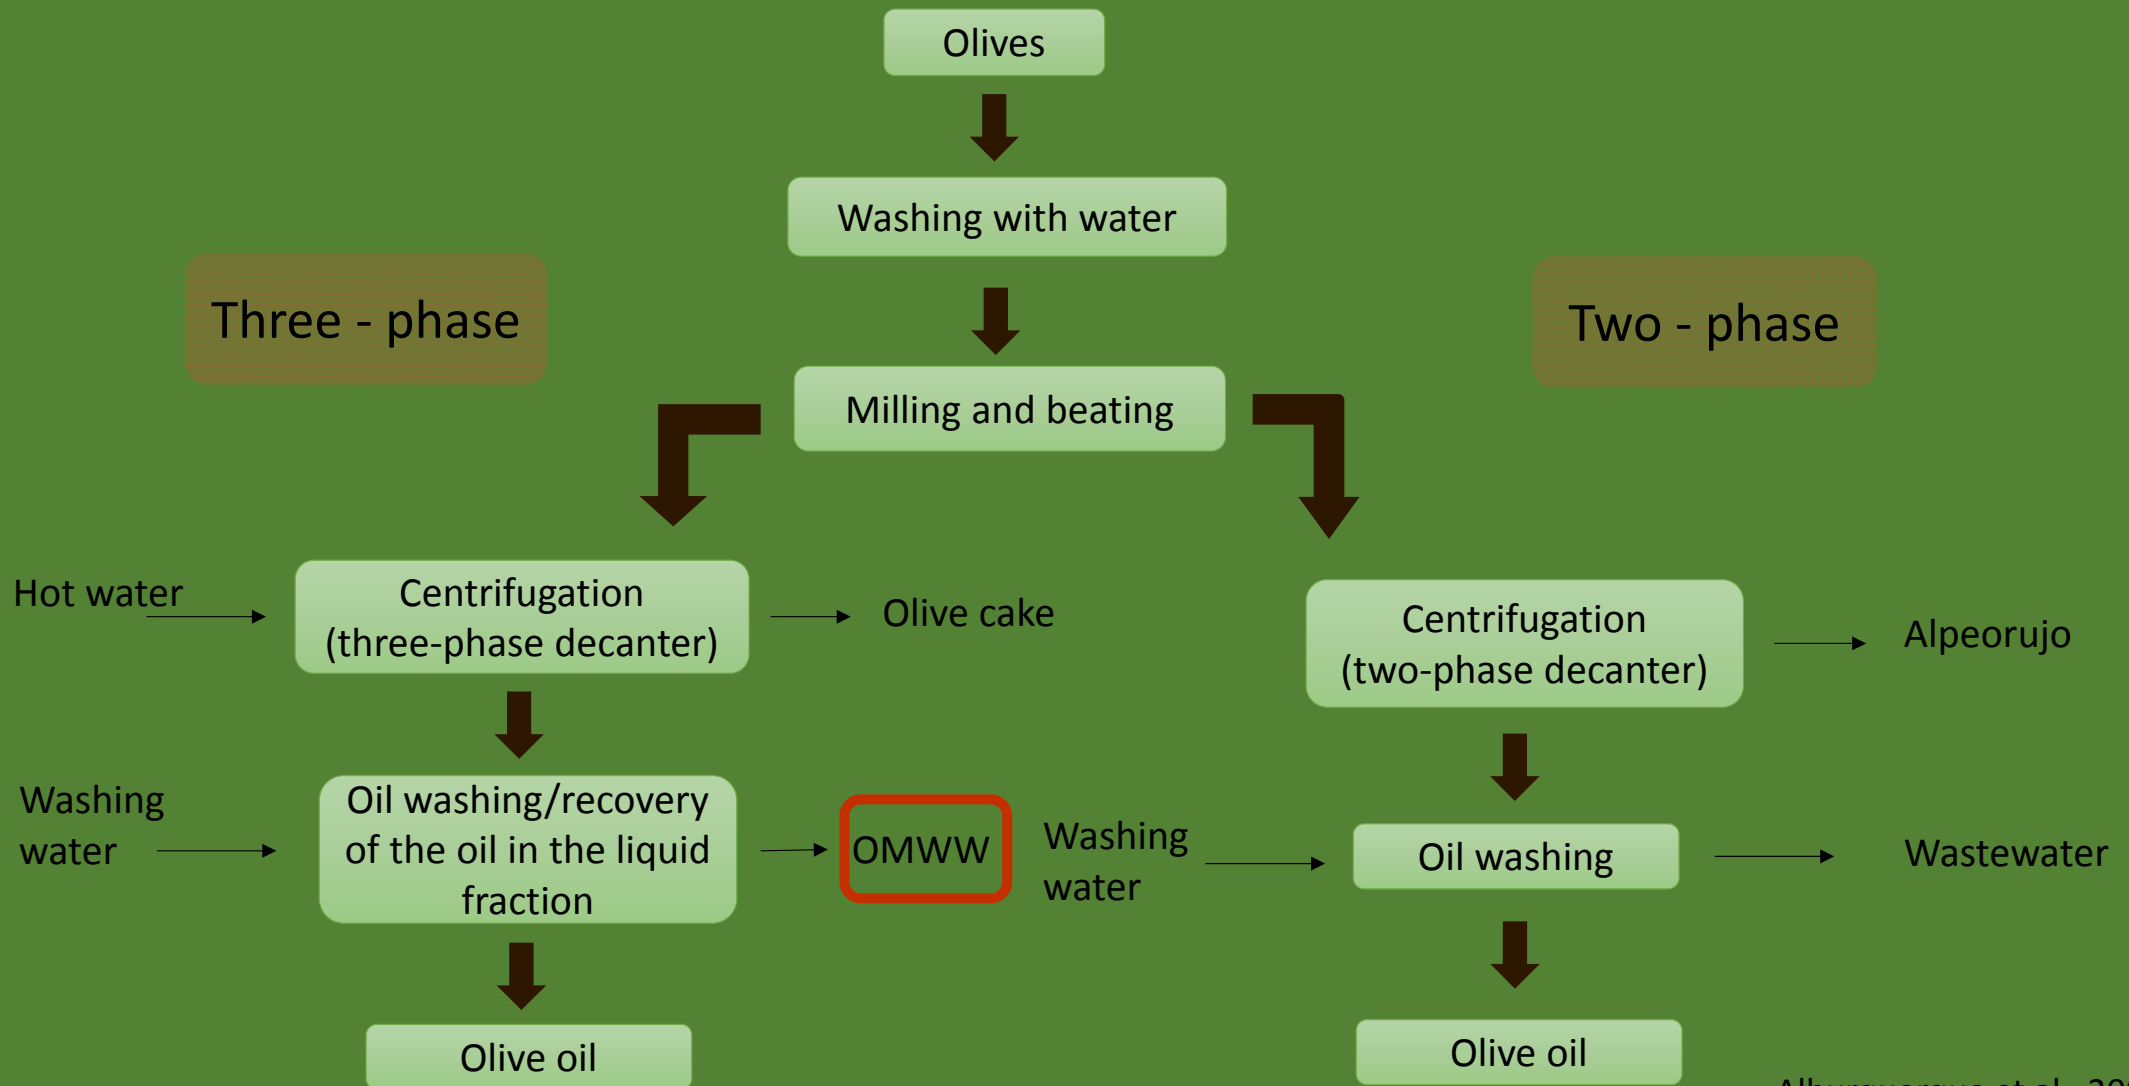 Olives
Washing with water
Three - phase
Two - phase
Milling and beating
Hot water
Centrifugation
(three-phase decanter)
Olive cake
Centrifugation
(two-phase decanter)
Alpeorujo
Washing
water
Oil washing/recovery
of the oil in the liquid
fraction
OMWW
Washing
water
Oil washing
Wastewater
Olive oil
Olive oil
et al.